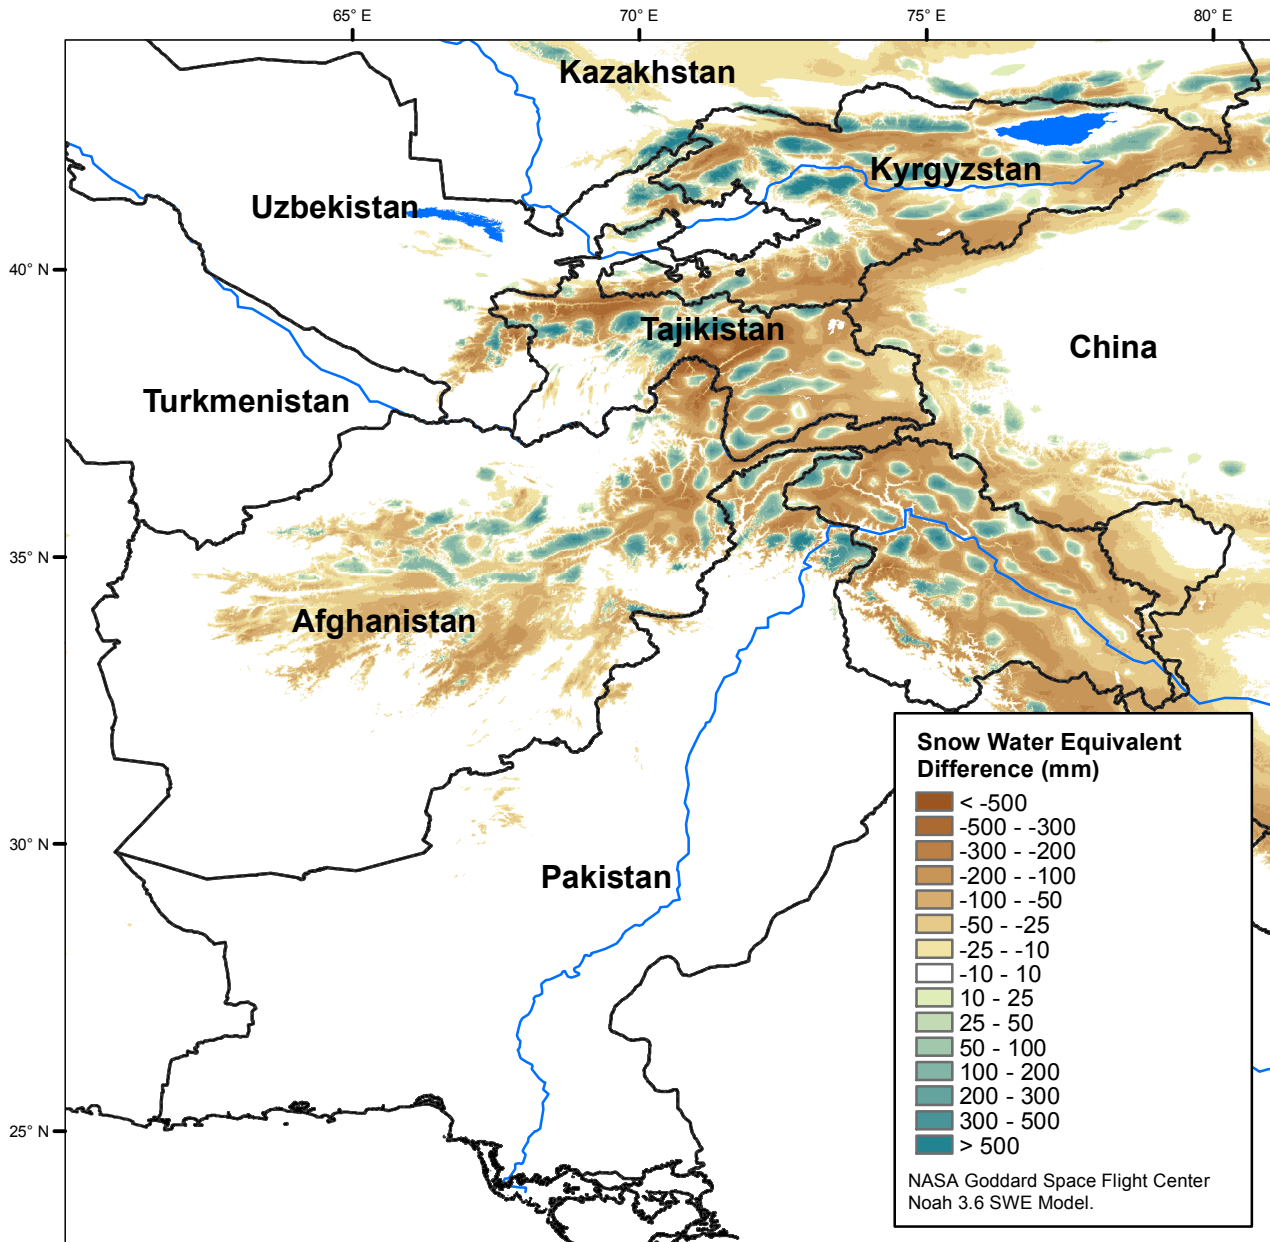 65° E
70° E
75° E
80° E
Kazakhstan
Kyrgyzstan
Uzbekistan
40° N
Tajikistan
China
Turkmenistan
35° N
Afghanistan
30° N
Pakistan
25° N
Snow Water Equivalent
Difference (mm)
< -500
-500 - -300
-300 - -200
-200 - -100
-100 - -50
-50 - -25
-25 - -10
-10 - 10
10 - 25
25 - 50
50 - 100
100 - 200
200 - 300
300 - 500
> 500
NASA Goddard Space Flight Center
Noah 3.6 SWE Model.